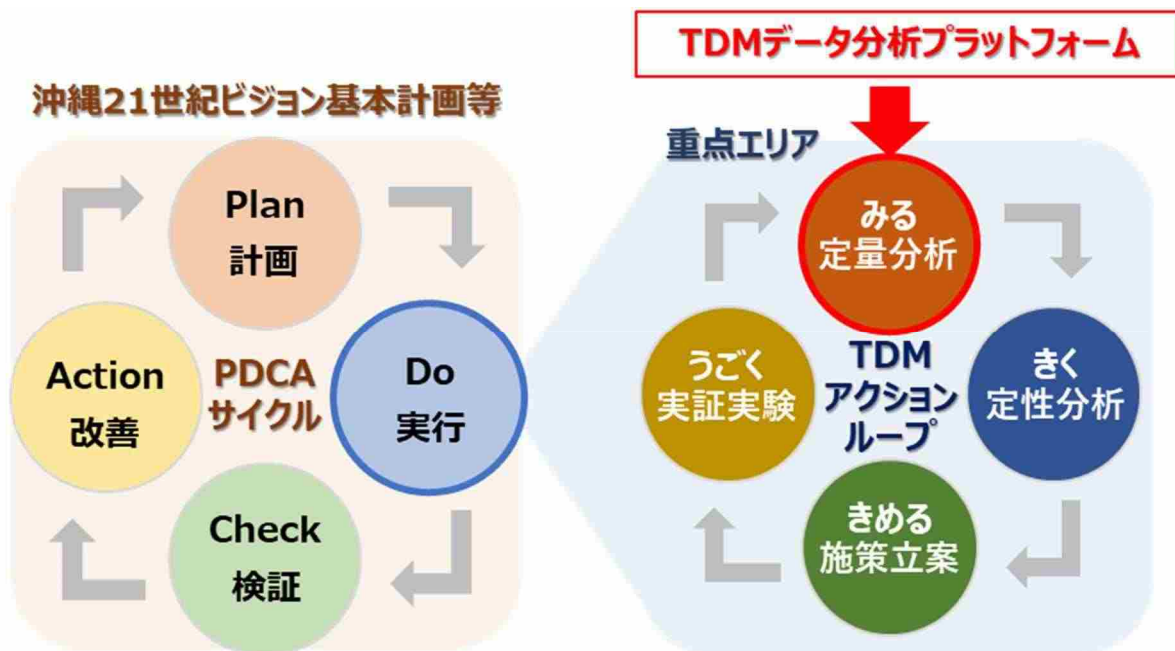 TDMデータ分析プラットフォーム
沖縄21世紀ビジョン基本計画等
Plan
計画
Do
実行
Check
検証
Action
改善
PDCA
サイクル
重点エリア
みる
定量分析
きく
定性分析
きめる
施策立案
うごく
実証実験
TDM
アクション
ループ